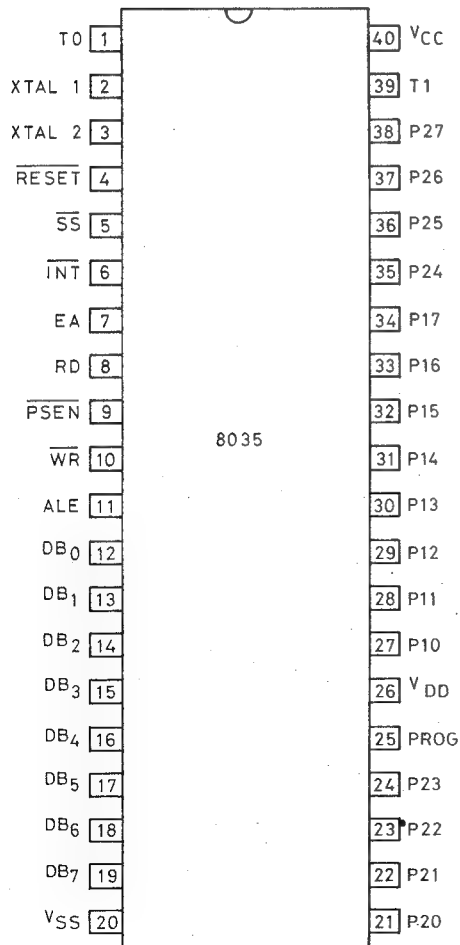 T0 1 40 VCC
XTAL 1 2 39 T1
XTAL 2 3 38 P27
RESET 4 37 P26
SS 5 36 P25
INT 6 35 P24
EA 7 34 P17
RD 8 33 P16
PSEN 9 32 P15
8035
WR 10 31 P14
ALE 11 30 P13
DB0 12 29 P12
DB1 13 28 P11
DB2 14 27 P10
DB3 15 26 VDD
DB4 16 25 PROG
DB5 17 24 P23
DB6 18 23 P22
DB7 19 22 P21
VSS 20 21 P20